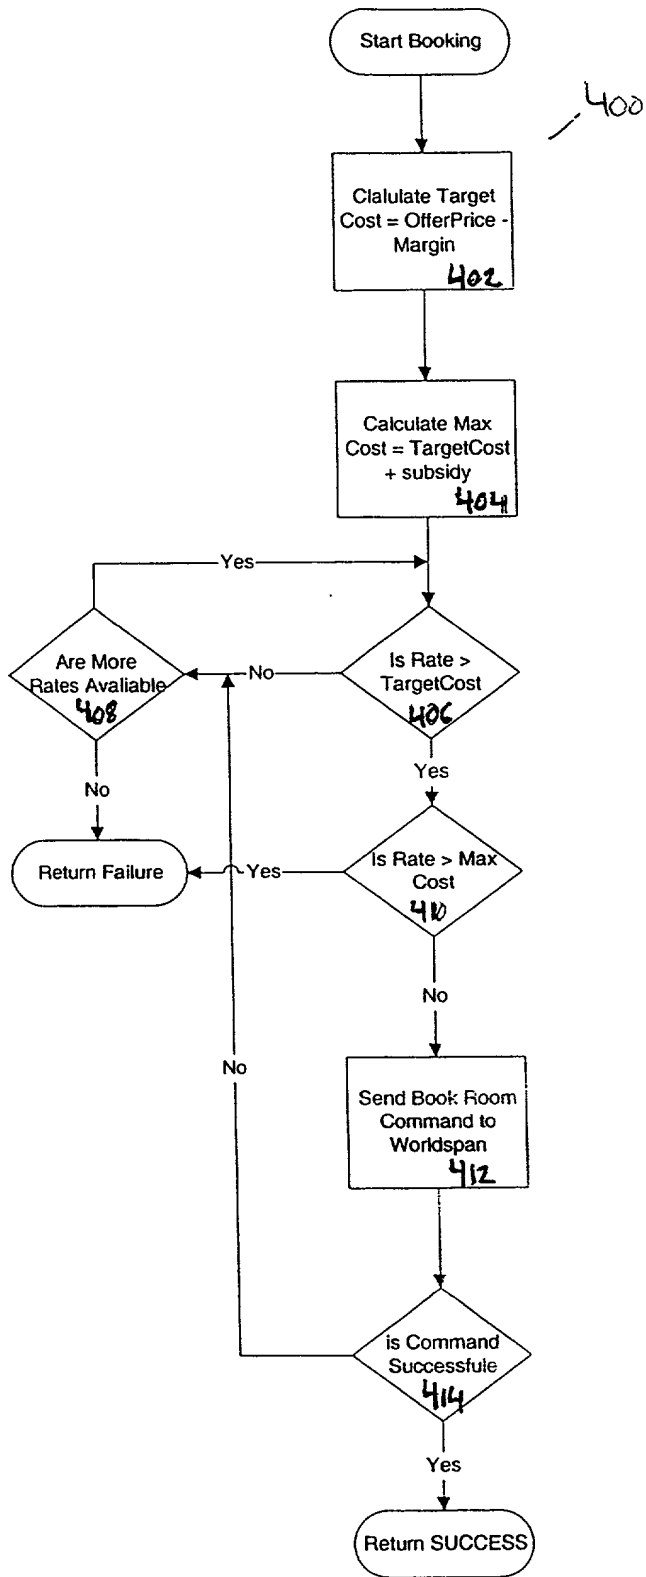 Start Booking
400
Clalulate Target
Cost = OfferPrice -
Margin
402
Calculate Max
Cost = TargetCost
+ subsidy
404
Yes
Are More
Rates Avaliable
408
No
Is Rate >
TargetCost
406
No
Yes
Return Failure
Yes
Is Rate > Max
Cost
410
No
No
Send Book Room
Command to
Worldspan
412
is Command
Successfule
414
Yes
Return SUCCESS